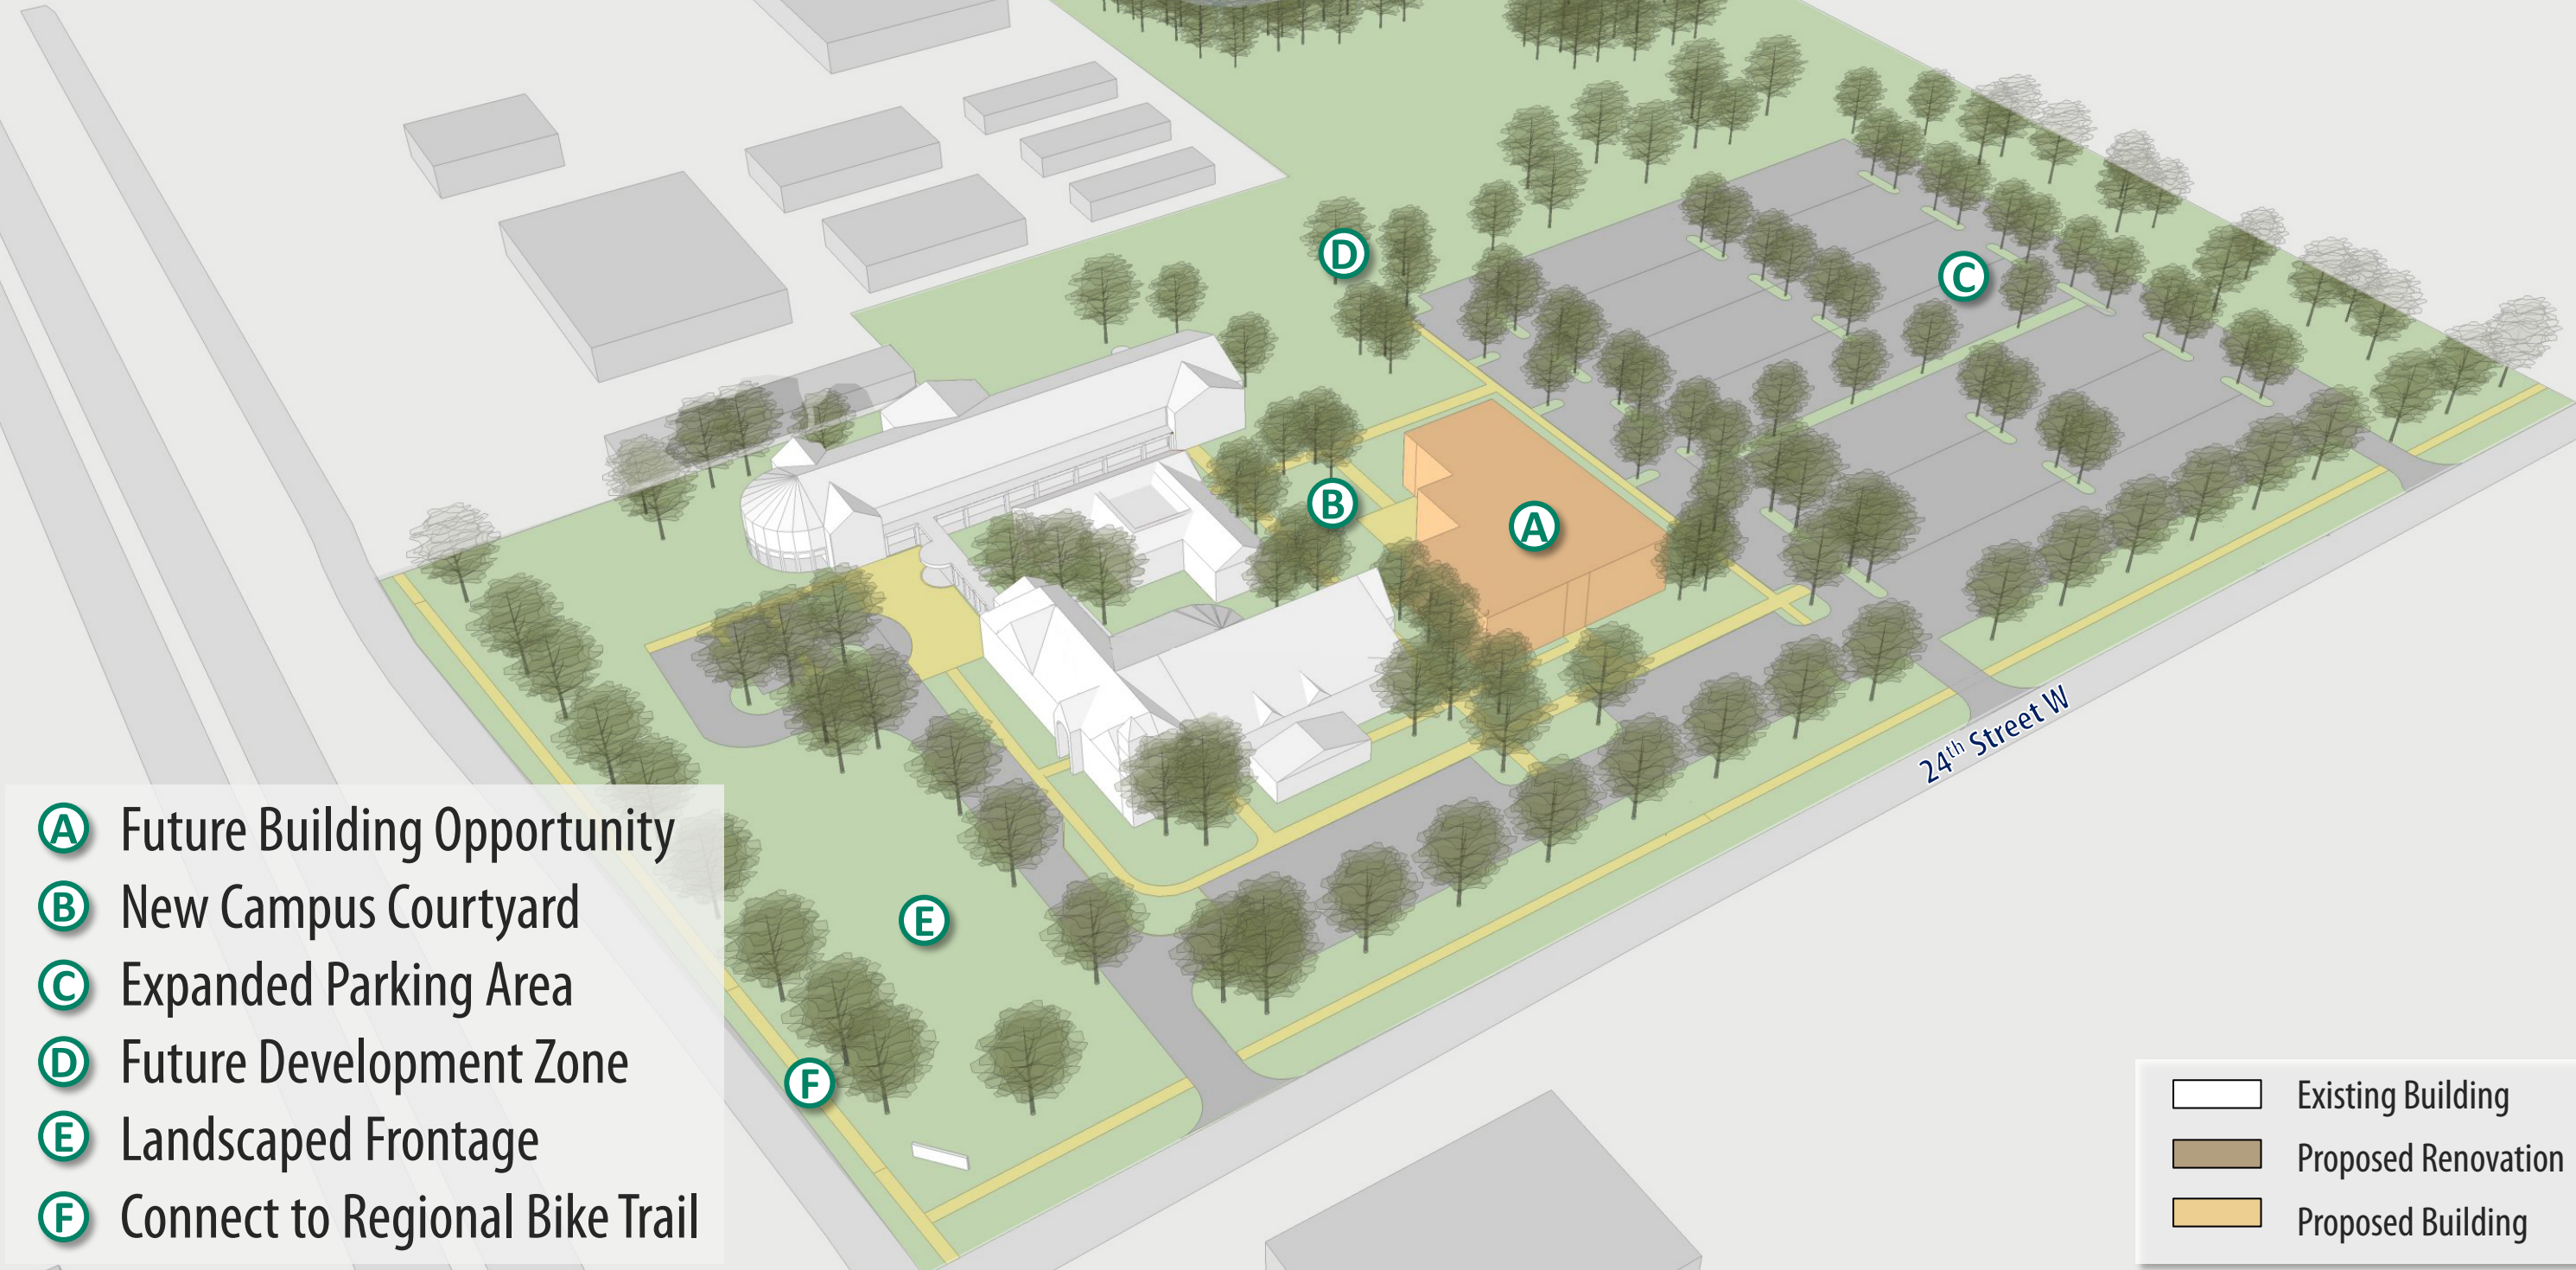 D
C
B
A
24th Street W
E
F
A Future Building Opportunity
B New Campus Courtyard
C Expanded Parking Area
D Future Development Zone
E Landscaped Frontage
F Connect to Regional Bike Trail
Existing Building
Proposed Renovation
Proposed Building